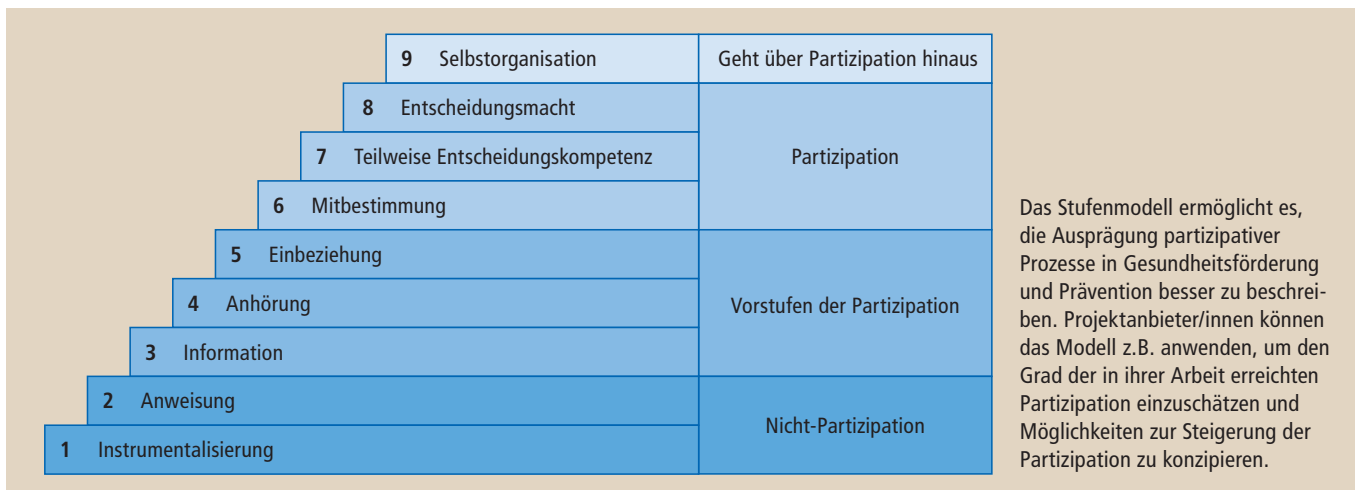 9 Selbstorganisation Geht über Partizipation hinaus
8 Entscheidungsmacht
7 Teilweise Entscheidungskompetenz Partizipation
6 Mitbestimmung
5 Einbeziehung
4 Anhörung Vorstufen der Partizipation
3 Information
2 Anweisung
Nicht-Partizipation
1 Instrumentalisierung
Das Stufenmodell ermöglicht es,
die Ausprägung partizipativer
Prozesse in Gesundheitsförderung
und Prävention besser zu beschrei-
ben. Projektanbieter/innen können
das Modell z.B. anwenden, um den
Grad der in ihrer Arbeit erreichten
Partizipation einzuschätzen und
Möglichkeiten zur Steigerung der
Partizipation zu konzipieren.